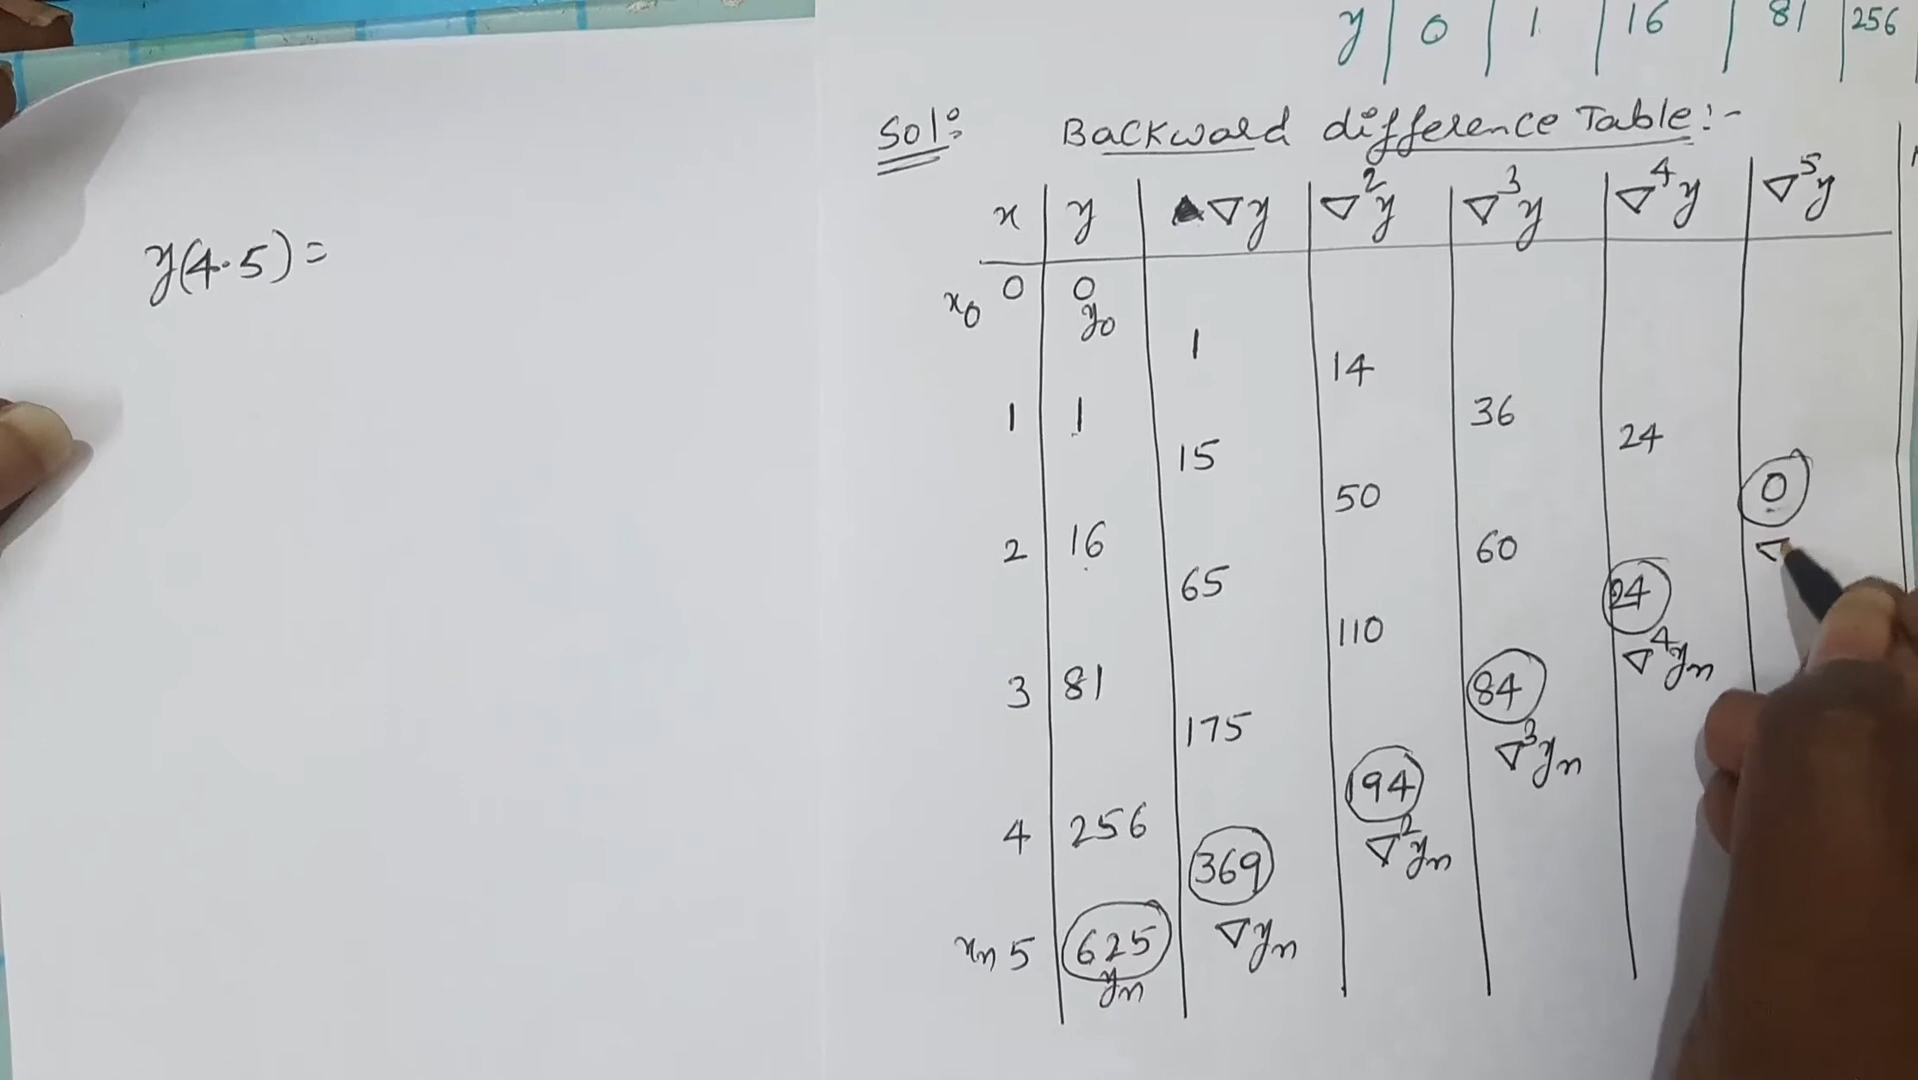 y | 0 | 1 | 16 | 81 | 256
Sol:
Backward difference Table:-
x | y | ∇y | ∇²y | ∇³y | ∇⁴y | ∇⁵y
y(4.5) =
x₀ 0 | 0
y₀
1
14
1 | 1
36
15
24
50
0
2 | 16
60
∇
65
24
110
∇⁴yₙ
3 | 81
84
175
∇³yₙ
194
4 | 256
∇²yₙ
369
xₙ 5 | 625
∇yₙ
yₙ